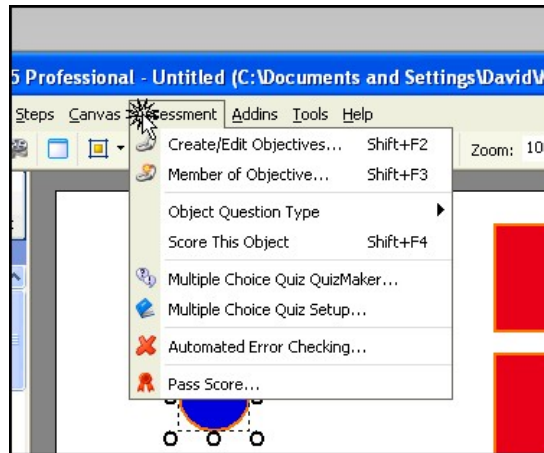 5 Professional - Untitled (C:\Documents and Settings\David\
Steps Canvas essment Addins Tools Help
Zoom: 10
Create/Edit Objectives... Shift+F2
Member of Objective... Shift+F3
Object Question Type
Score This Object Shift+F4
Multiple Choice Quiz QuizMaker...
Multiple Choice Quiz Setup...
Automated Error Checking...
Pass Score...